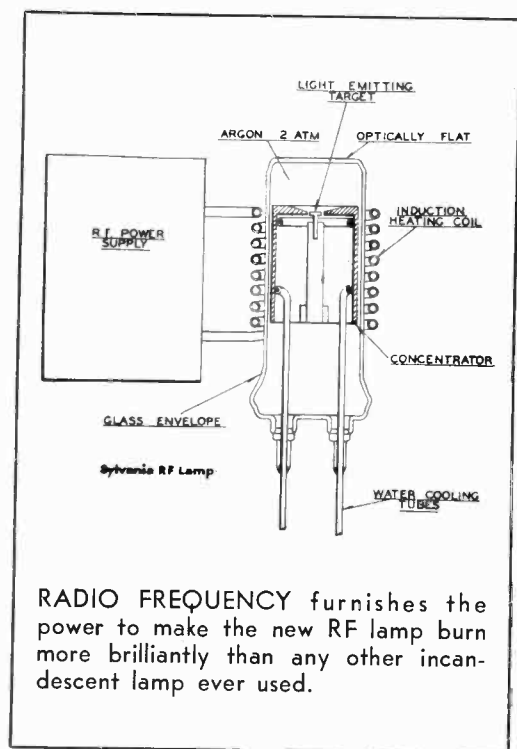 LIGHT EMITTING
TARGET
ARGON 2 ATM
OPTICALLY FLAT
R.F. POWER
SUPPLY
INDUCTION
HEATING COIL
CONCENTRATOR
GLASS ENVELOPE
Sylvania RF Lamp
WATER COOLING
TUBES
RADIO FREQUENCY furnishes the
power to make the new RF lamp burn
more brilliantly than any other incan-
descent lamp ever used.